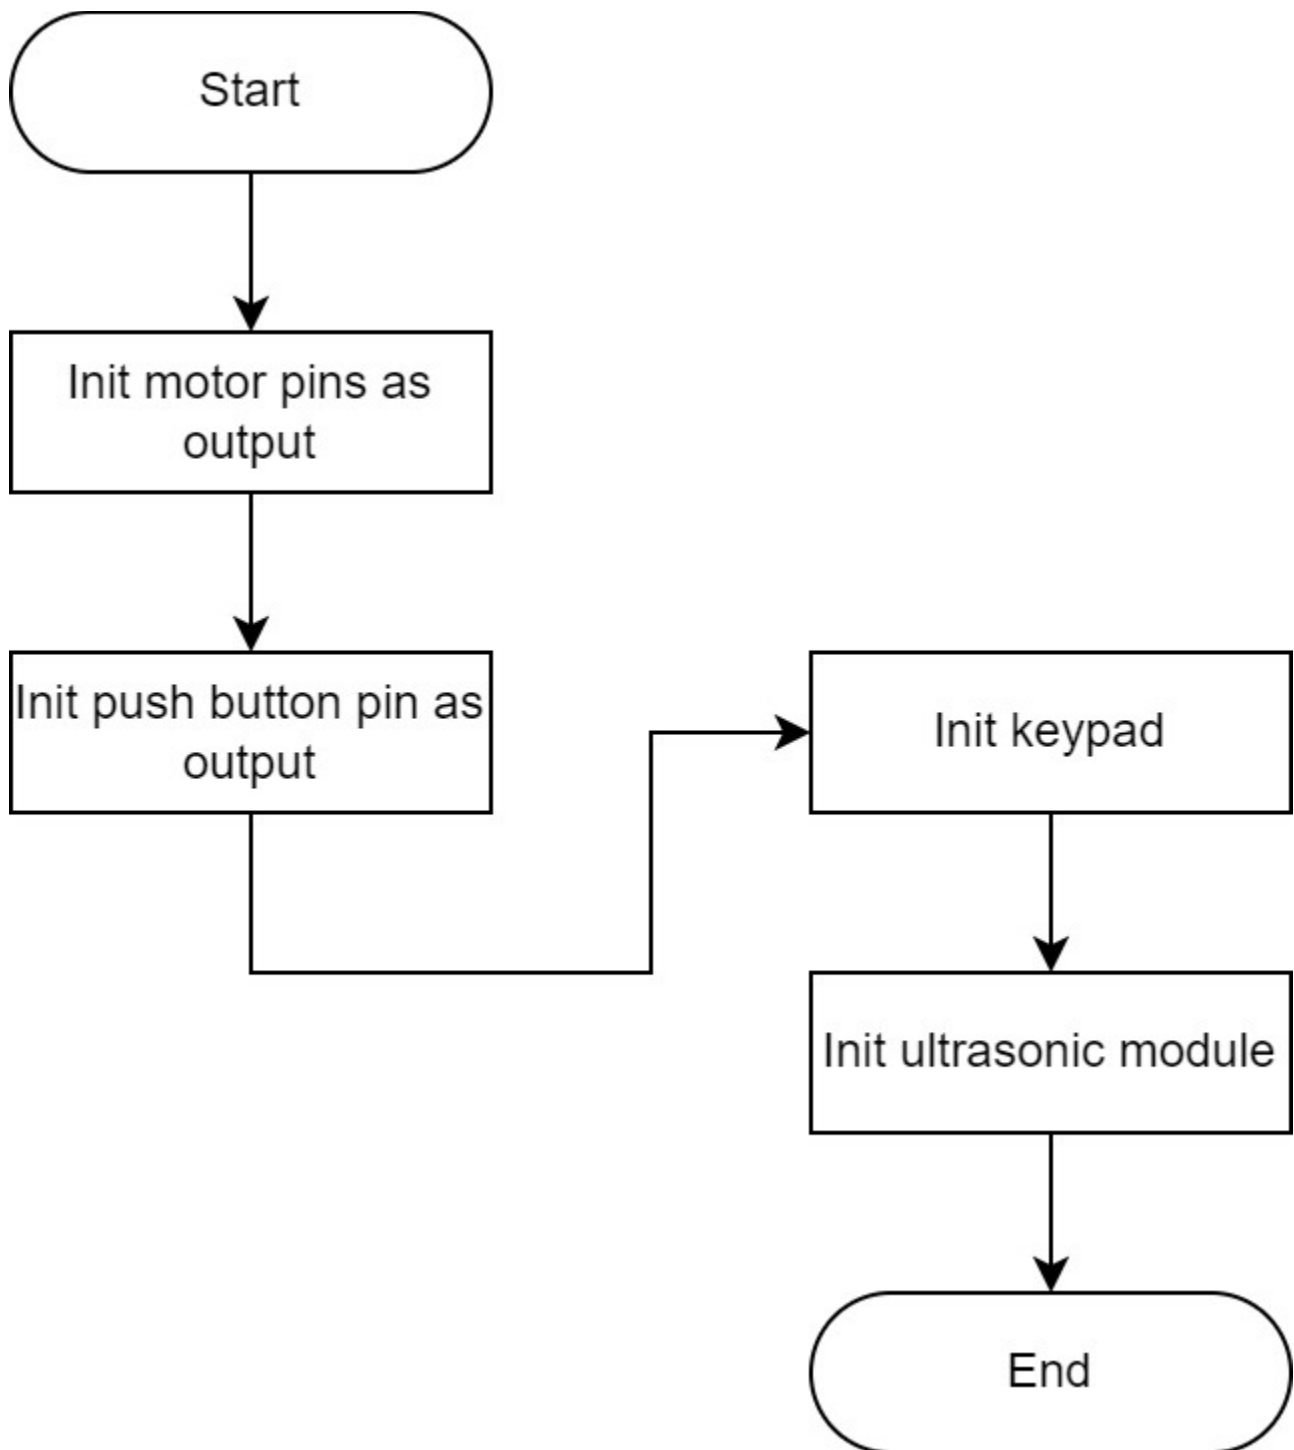 Start
Init motor pins as
output
Init push button pin as
output
Init keypad
Init ultrasonic module
End